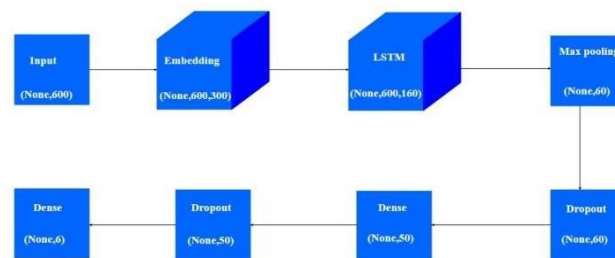 Input
(None,600)
Embedding
(None,600,300)
LSTM
(None,600,160)
Max pooling
(None,60)
Dense
(None,6)
Dropout
(None,50)
Dense
(None,50)
Dropout
(None,60)